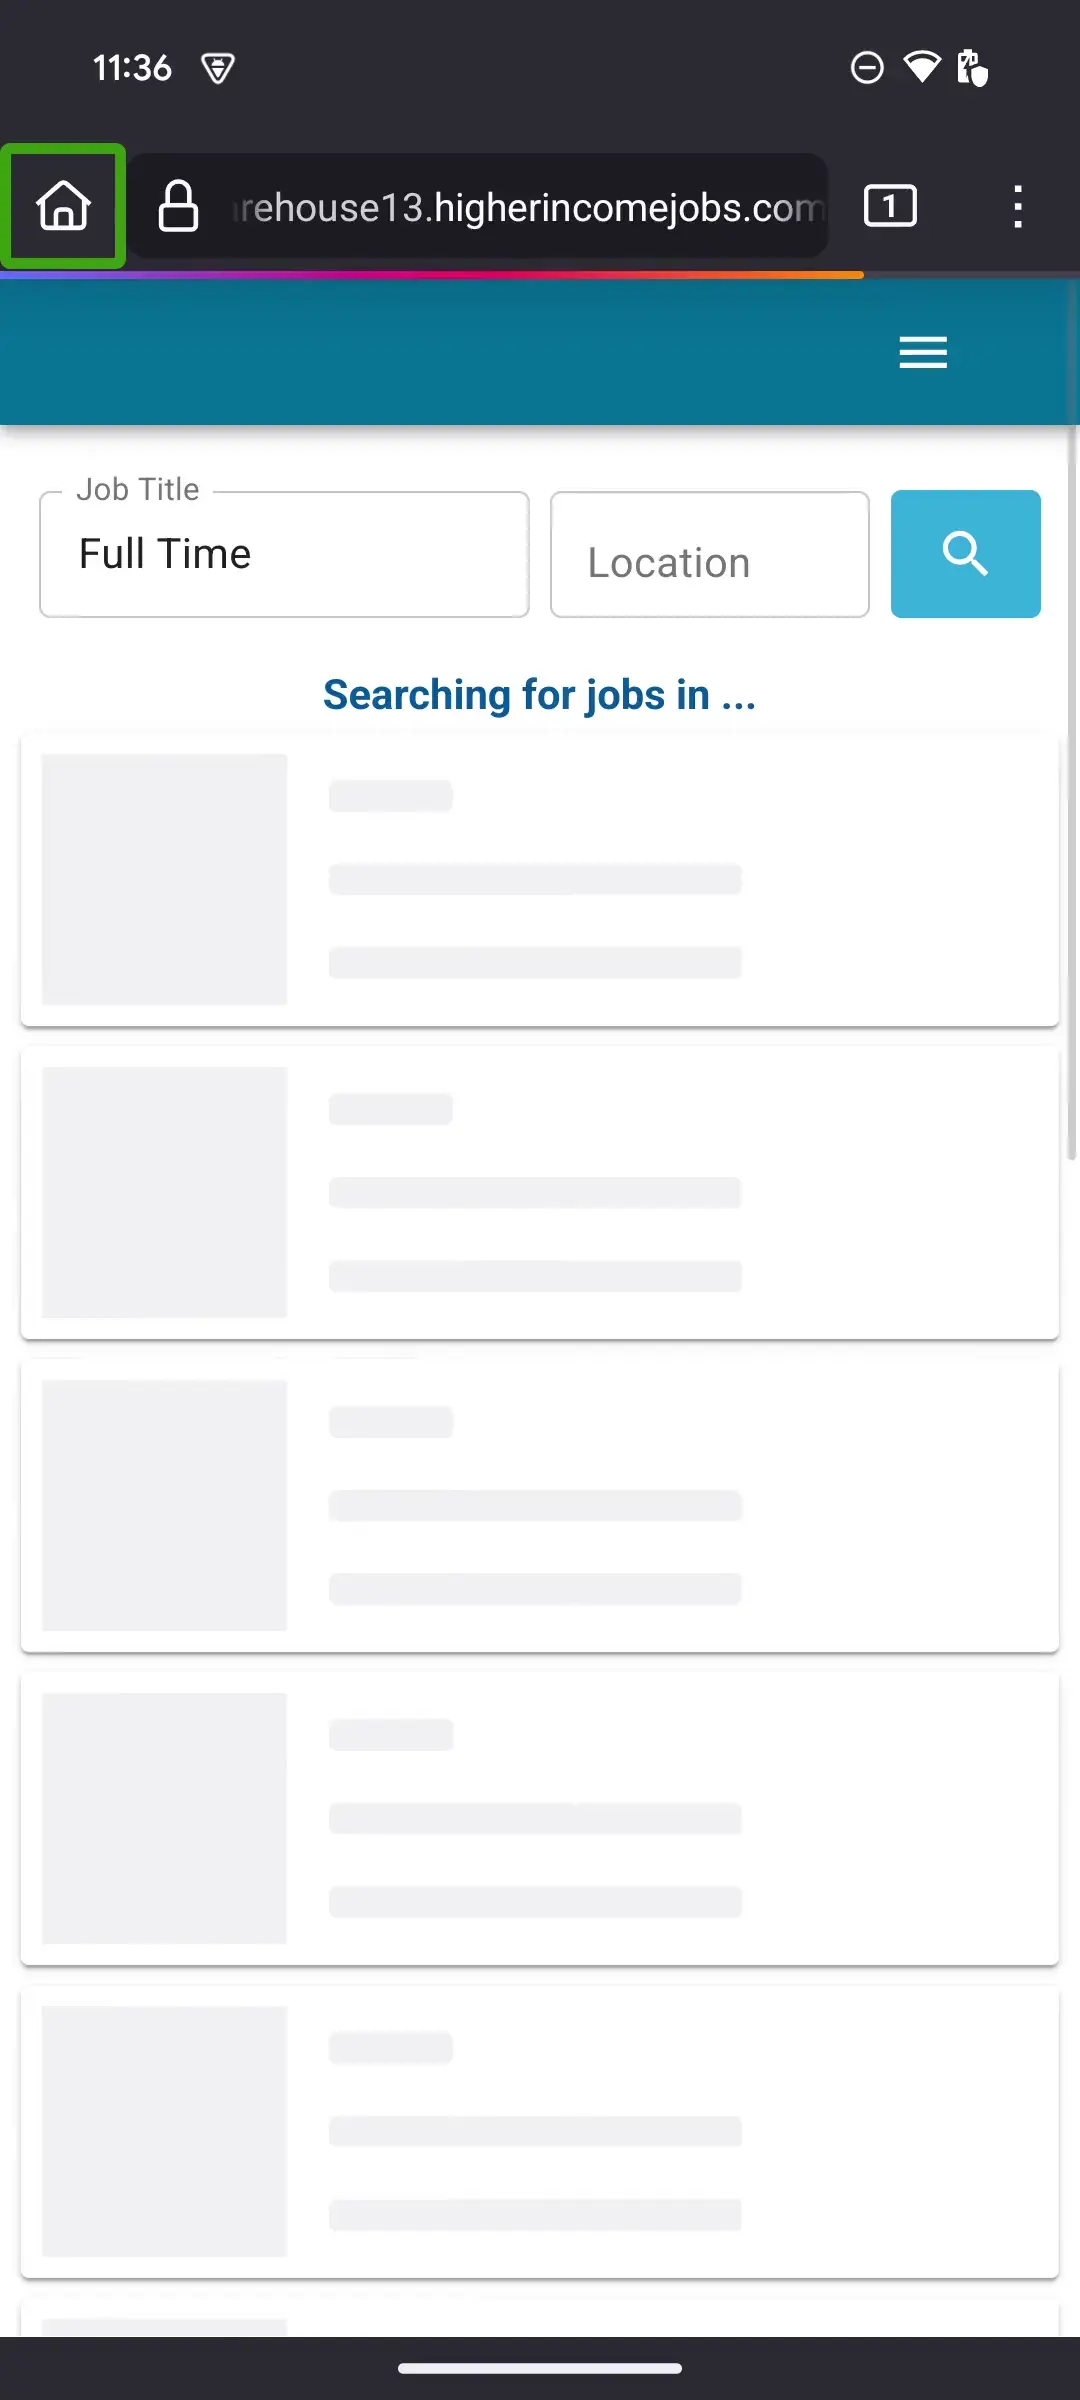 11:36
rehouse13.higherincomejobs.com
1
Job Title
Full Time
Location
Searching for jobs in ...